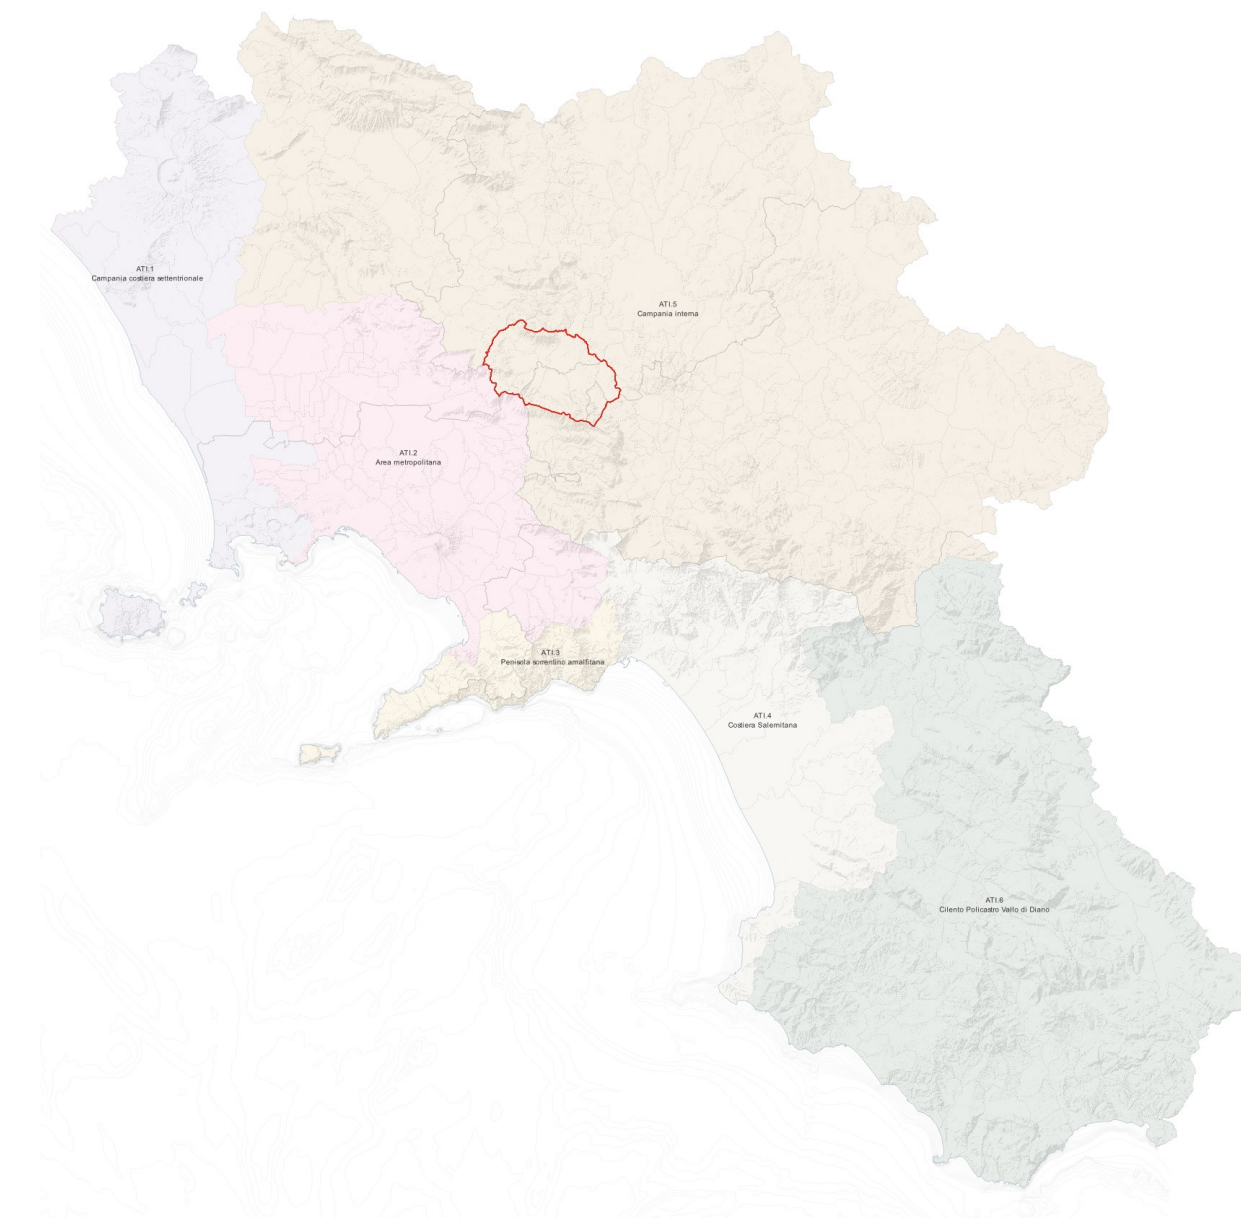 ATI.1
Campania costiera settentrionale
ATI.5
Campania interna
ATI.2
Area metropolitana
ATI.3
Penisola sorrentino amalfitana
ATI.4
Costiera Salernitana
ATI.6
Cilento Policastro Vallo di Diano